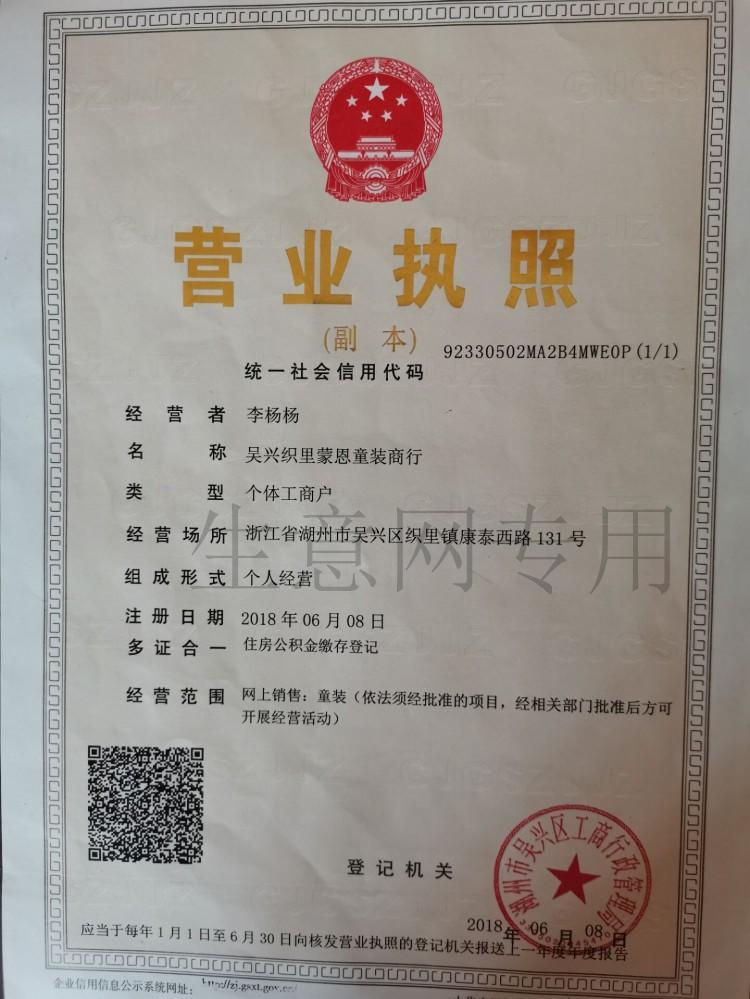 营业执照
(副 本)
92330502MA2B4MWE0P(1/1)
统一社会信用代码
经营者 李杨杨
名称 吴兴织里蒙恩童装商行
类型 个体工商户
经营场所 浙江省湖州市吴兴区织里镇康泰西路131号
生意网专用
组成形式 个人经营
注册日期 2018年06月08日
多证合一 住房公积金缴存登记
经营范围 网上销售：童装（依法须经批准的项目，经相关部门批准后方可
开展经营活动）
湖州市吴兴区工商行政管理局
登记机关
2018年06月08日
应当于每年1月1日至6月30日向核发营业执照的登记机关报送上一年度年度报告
企业信用信息公示系统网址：http://zj.gsxt.gov.cn/